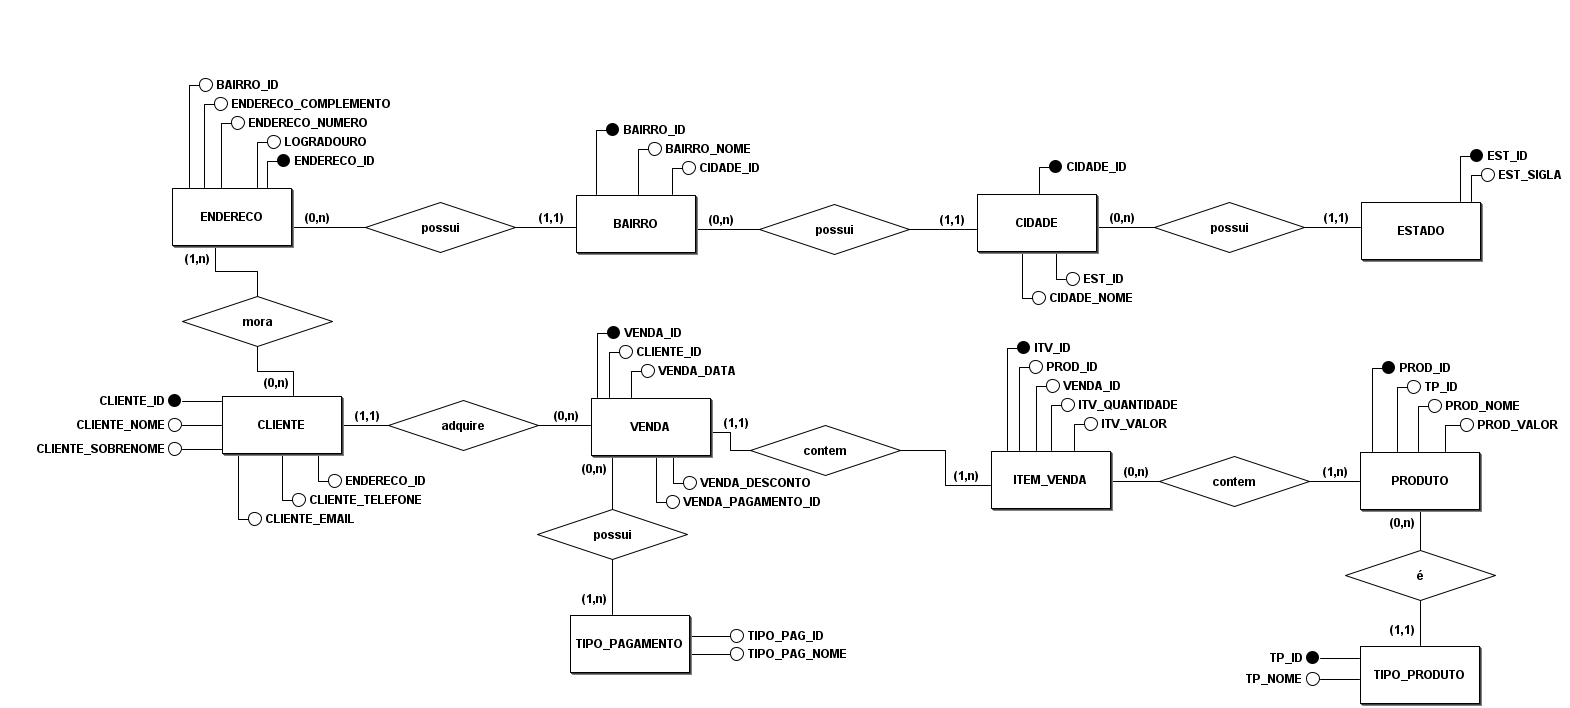 BAIRRO_ID
ENDERECO_COMPLEMENTO
ENDERECO_NUMERO
LOGRADOURO
ENDERECO_ID
ENDERECO
(0,n)
possui
(1,1)
BAIRRO_ID
BAIRRO_NOME
CIDADE_ID
BAIRRO
(0,n)
possui
(1,1)
CIDADE_ID
CIDADE
EST_ID
CIDADE_NOME
(0,n)
possui
(1,1)
EST_ID
EST_SIGLA
ESTADO
(1,n)
mora
(0,n)
CLIENTE_ID
CLIENTE_NOME
CLIENTE_SOBRENOME
CLIENTE
ENDERECO_ID
CLIENTE_TELEFONE
CLIENTE_EMAIL
(1,1)
adquire
(0,n)
VENDA_ID
CLIENTE_ID
VENDA_DATA
VENDA
VENDA_DESCONTO
VENDA_PAGAMENTO_ID
(1,1)
contem
(1,n)
ITV_ID
PROD_ID
VENDA_ID
ITV_QUANTIDADE
ITV_VALOR
ITEM_VENDA
(0,n)
contem
(1,n)
PROD_ID
TP_ID
PROD_NOME
PROD_VALOR
PRODUTO
(0,n)
possui
(1,n)
TIPO_PAGAMENTO
TIPO_PAG_ID
TIPO_PAG_NOME
(0,n)
é
(1,1)
TP_ID
TP_NOME
TIPO_PRODUTO